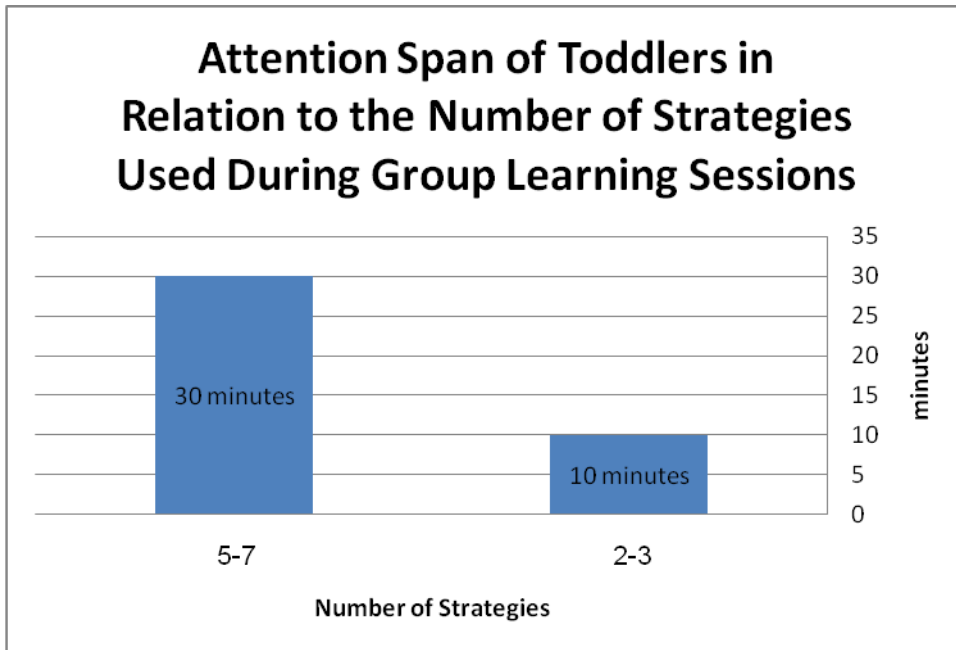 Attention Span of Toddlers in
Relation to the Number of Strategies
Used During Group Learning Sessions
35
30
25
20
15
10
5
0
minutes
30 minutes
10 minutes
5-7
2-3
Number of Strategies